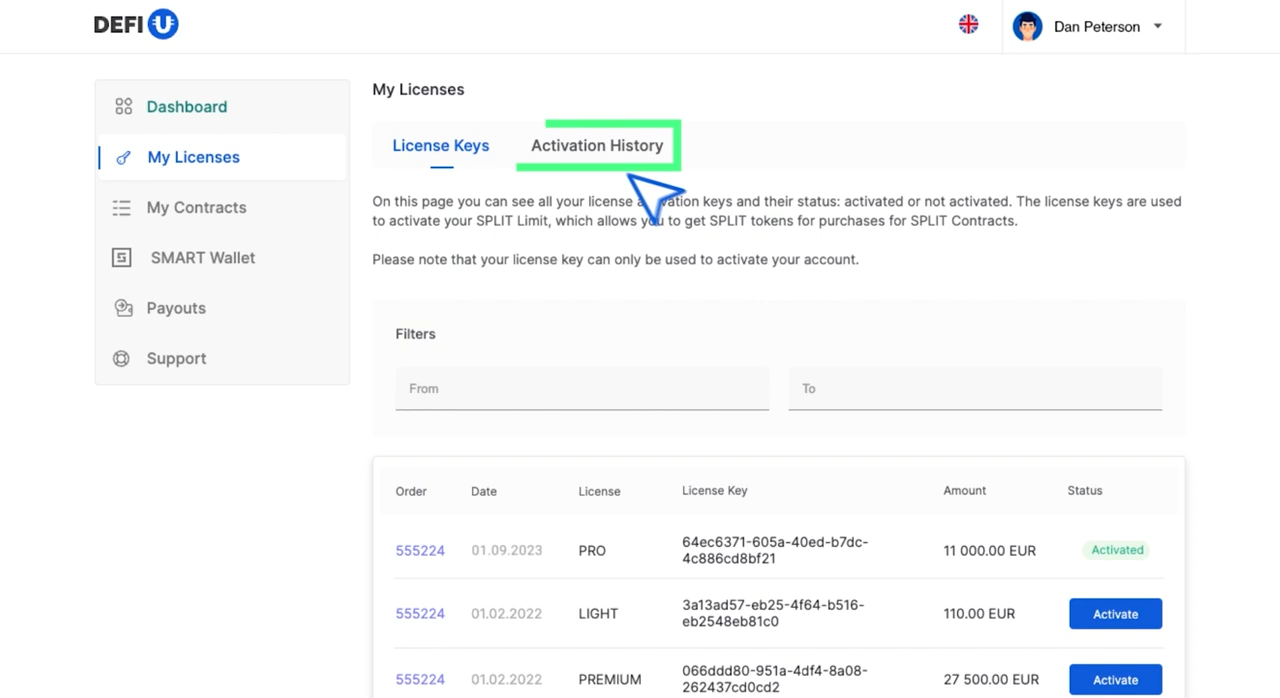 DEFI U
Dan Peterson
Dashboard
My Licenses
My Contracts
SMART Wallet
Payouts
Support
My Licenses
License Keys Activation History
On this page you can see all your license and their status: activated or not activated. The license keys are used
to activate your SPLIT Limit, which allows you to get SPLIT tokens for purchases for SPLIT Contracts.
Please note that your license key can only be used to activate your account.
Filters
From To
Order Date License License Key Amount Status
555224 01.09.2023 PRO 64ec6371-605a-40ed-b7dc-
4c886cd8bf21 11 000.00 EUR Activated
555224 01.02.2022 LIGHT 3a13ad57-eb25-4f64-b516-
eb2548eb81c0 110.00 EUR Activate
555224 01.02.2022 PREMIUM 066ddd80-951a-4df4-8a08-
262437cd0cd2 27 500.00 EUR Activate